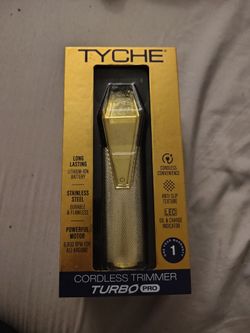 TYCHE®
LONG
LASTING
LITHIUM-ION
BATTERY
STAINLESS
STEEL
DURABLE
& FLAWLESS
POWERFUL
MOTOR
CORDLESS
CONVENIENCE
ANTI SLIP
TEXTURE
LED
OIL & CHARGE
INDICATOR
1
CORDLESS TRIMMER
TURBO PRO